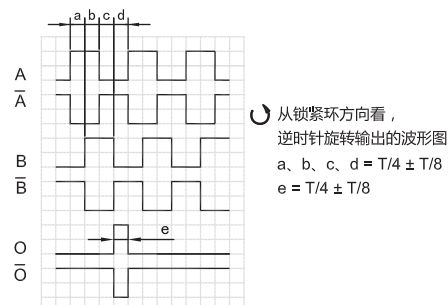 a b c d
A
A̅
B
B̅
e
O
O̅
从锁紧环方向看，
逆时针旋转输出的波形图
a、b、c、d = T/4 ± T/8
e = T/4 ± T/8